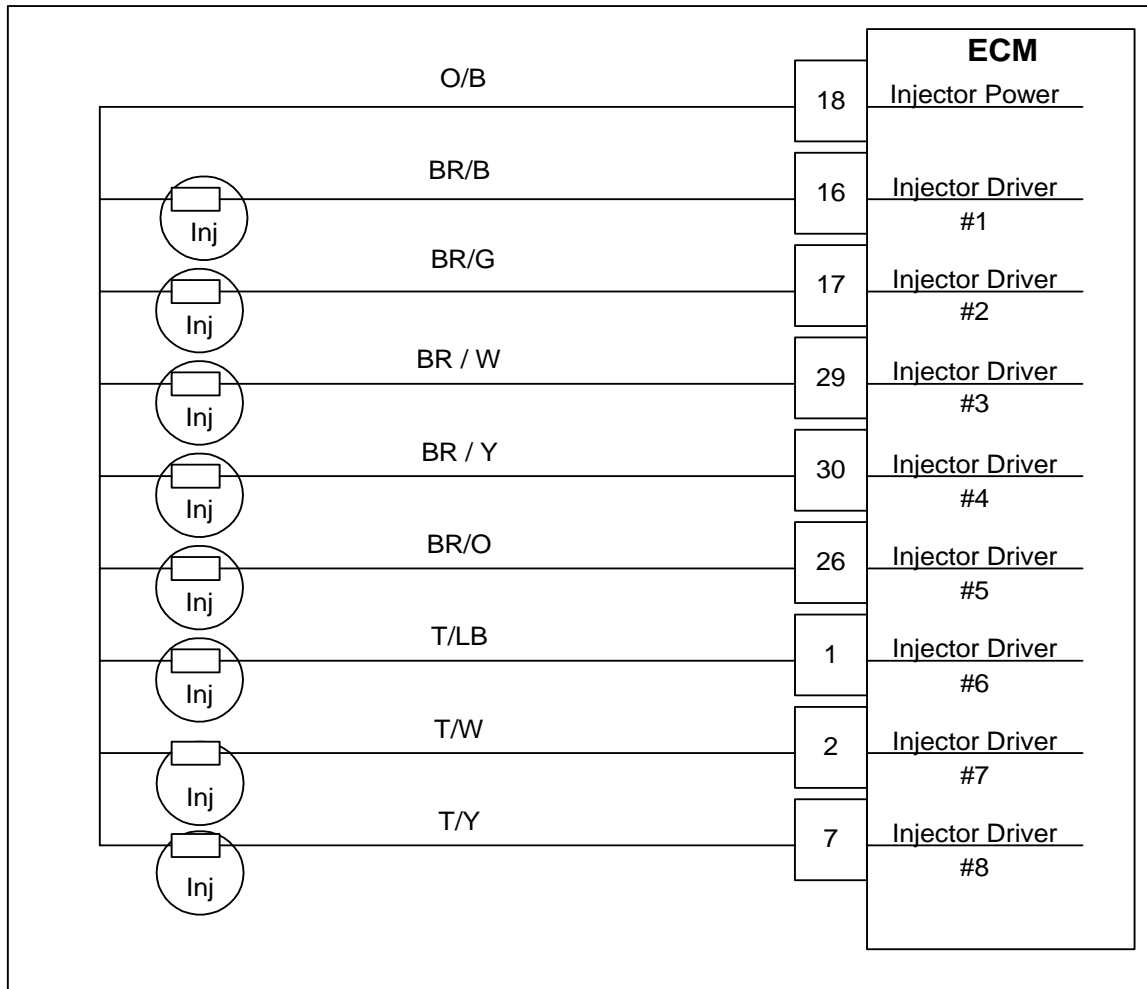 ECM
O/B
18
Injector Power
BR/B
16
Injector Driver
#1
Inj
BR/G
17
Injector Driver
#2
Inj
BR / W
29
Injector Driver
#3
Inj
BR / Y
30
Injector Driver
#4
Inj
BR/O
26
Injector Driver
#5
Inj
T/LB
1
Injector Driver
#6
Inj
T/W
2
Injector Driver
#7
Inj
T/Y
7
Injector Driver
#8
Inj